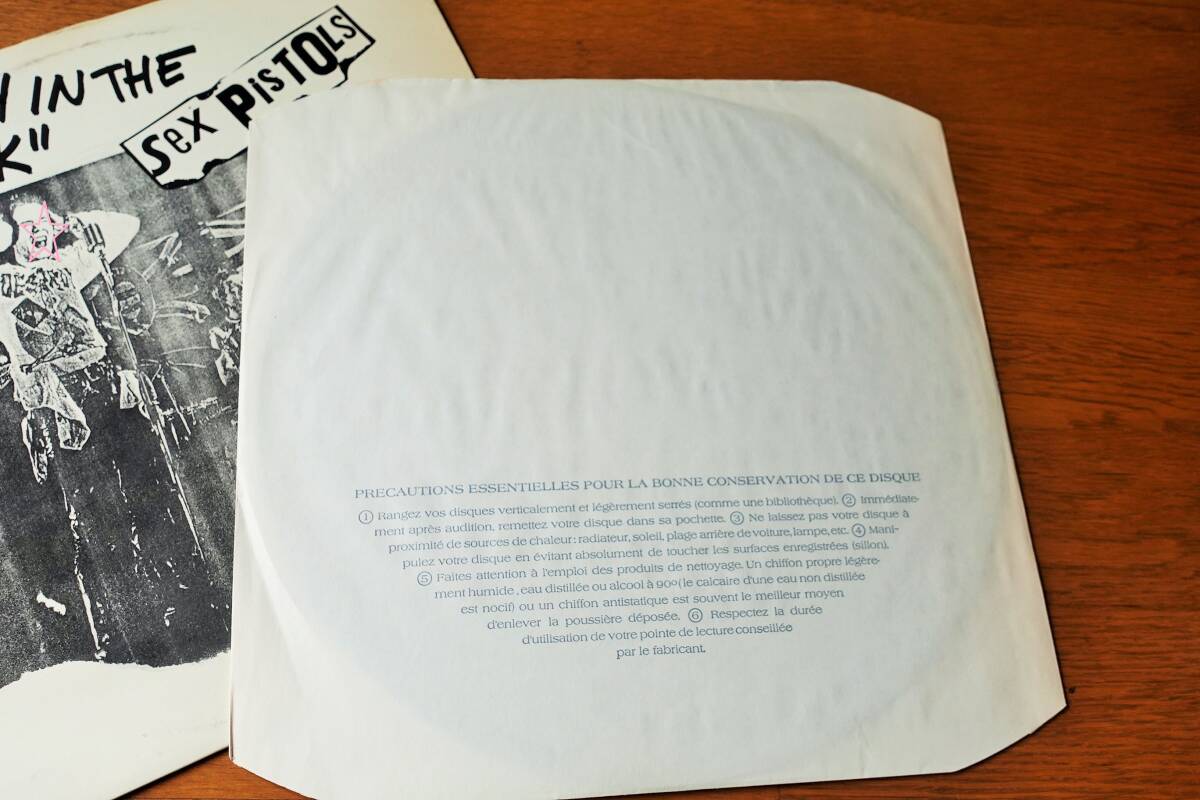 IN THE
K"
SEX PiSTOLS
PRECAUTIONS ESSENTIELLES POUR LA BONNE CONSERVATION DE CE DISQUE
① Rangez vos disques verticalement et légèrement serrés (comme une bibliothèque). ② Immédiate-
ment après audition, remettez votre disque dans sa pochette. ③ Ne laissez pas votre disque à
proximité de sources de chaleur: radiateur, soleil, plage arrière de voiture, lampe, etc. ④ Mani-
pulez votre disque en évitant absolument de toucher les surfaces enregistrées (sillon).
⑤ Faites attention à l'emploi des produits de nettoyage. Un chiffon propre légère-
ment humide, eau distillée ou alcool à 90° (le calcaire d'une eau non distillée
est nocif) ou un chiffon antistatique est souvent le meilleur moyen
d'enlever la poussière déposée. ⑥ Respectez la durée
d'utilisation de votre pointe de lecture conseillée
par le fabricant.